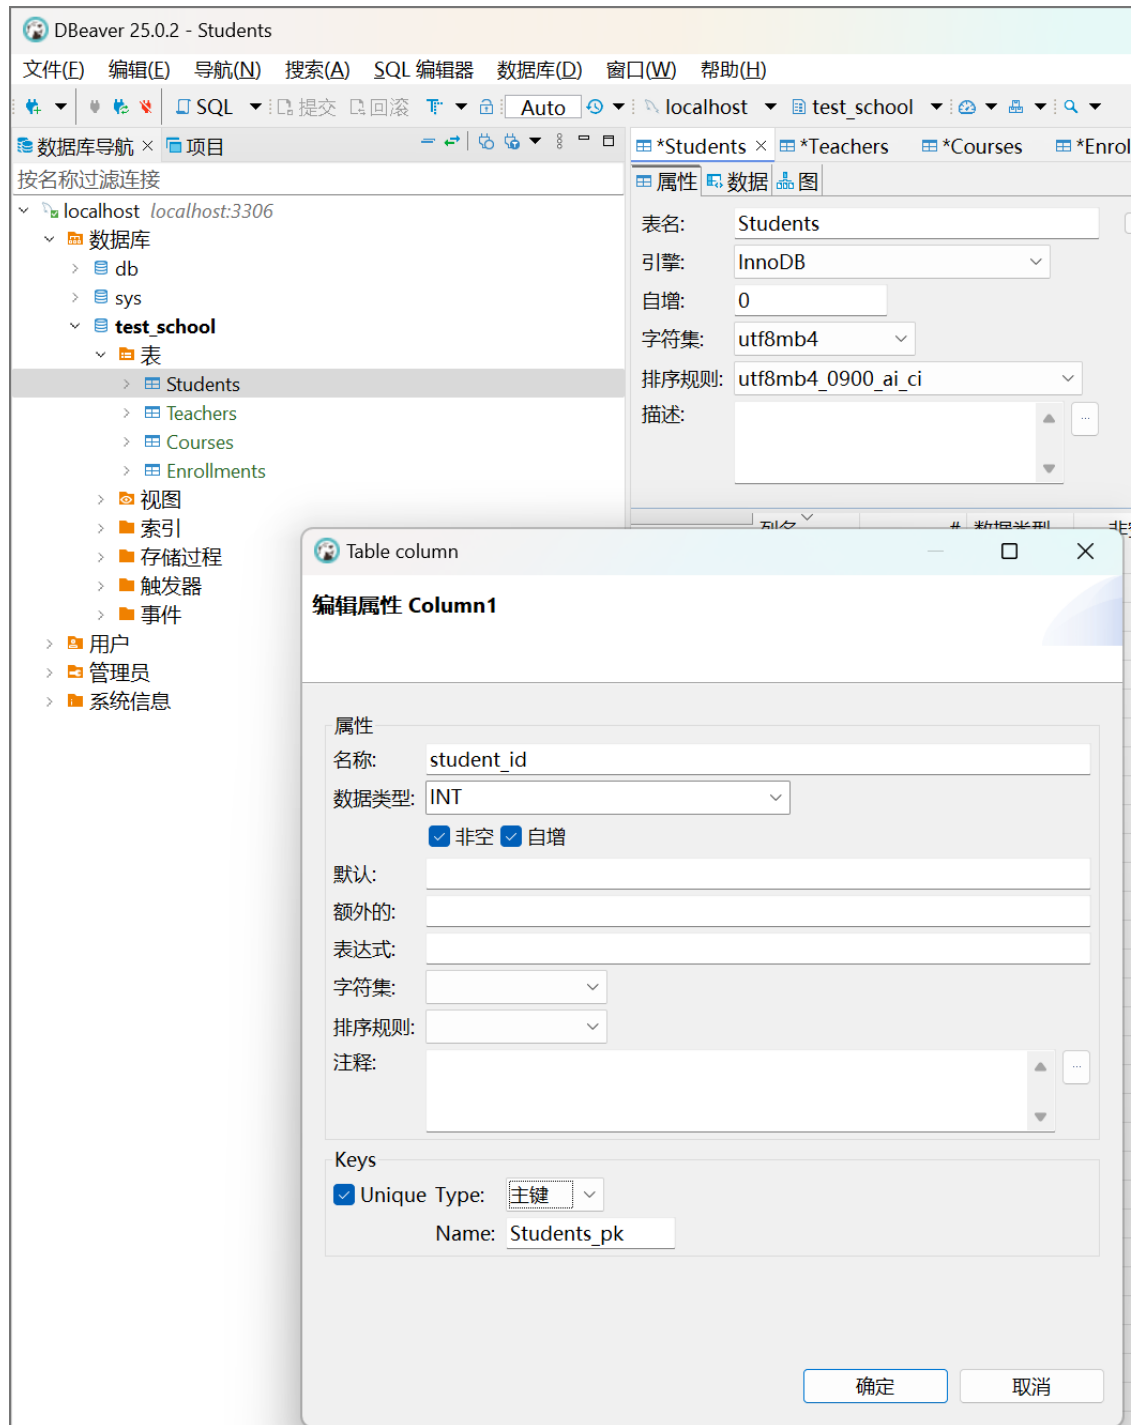 DBeaver 25.0.2 - Students
文件(F) 编辑(E) 导航(N) 搜索(A) SQL 编辑器 数据库(D) 窗口(W) 帮助(H)
SQL 提交 回滚 Auto localhost test_school
数据库导航 项目
*Students *Teachers *Courses *Enrol
按名称过滤连接
属性 数据 图
localhost localhost:3306
数据库
db
sys
test_school
表
Students
Teachers
Courses
Enrollments
视图
索引
存储过程
触发器
事件
用户
管理员
系统信息
表名: Students
引擎: InnoDB
自增: 0
字符集: utf8mb4
排序规则: utf8mb4_0900_ai_ci
描述:
列名 # 数据类型 非空
Table column
编辑属性 Column1
属性
名称: student_id
数据类型: INT
非空 自增
默认:
额外的:
表达式:
字符集:
排序规则:
注释:
Keys
Unique Type: 主键
Name: Students_pk
确定 取消